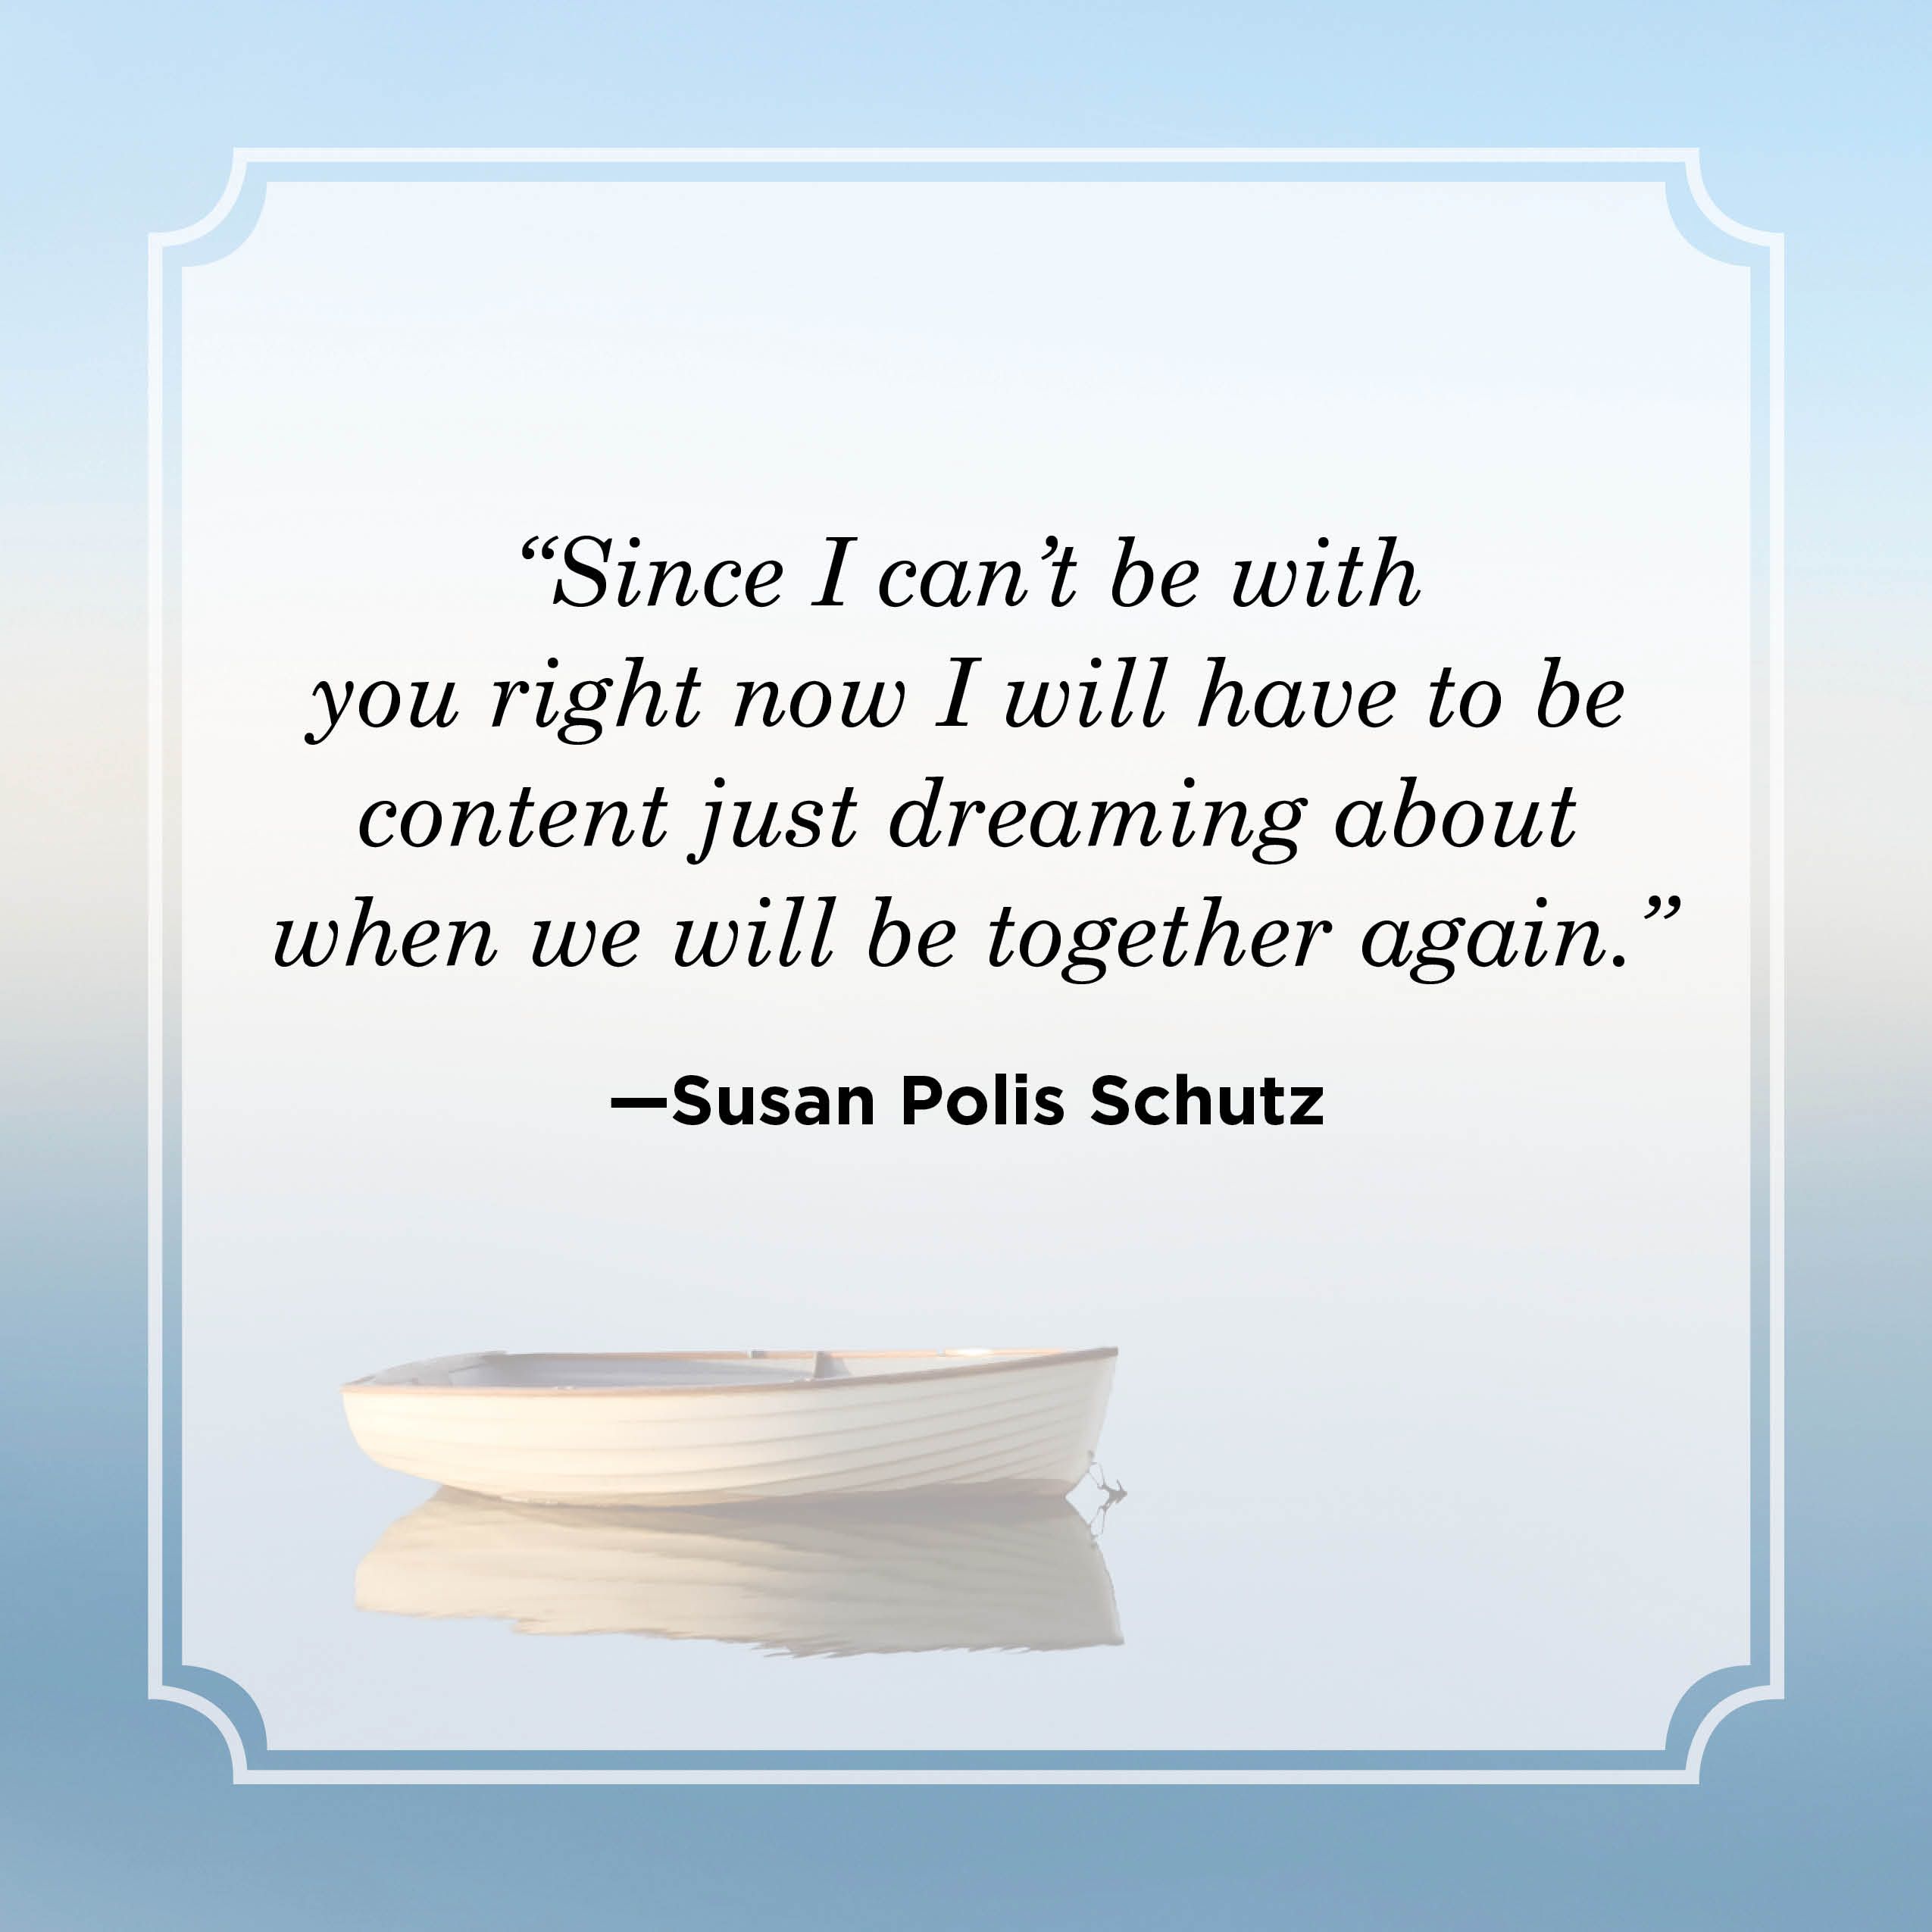 “Since I can’t be with
you right now I will have to be
content just dreaming about
when we will be together again.”
—Susan Polis Schutz